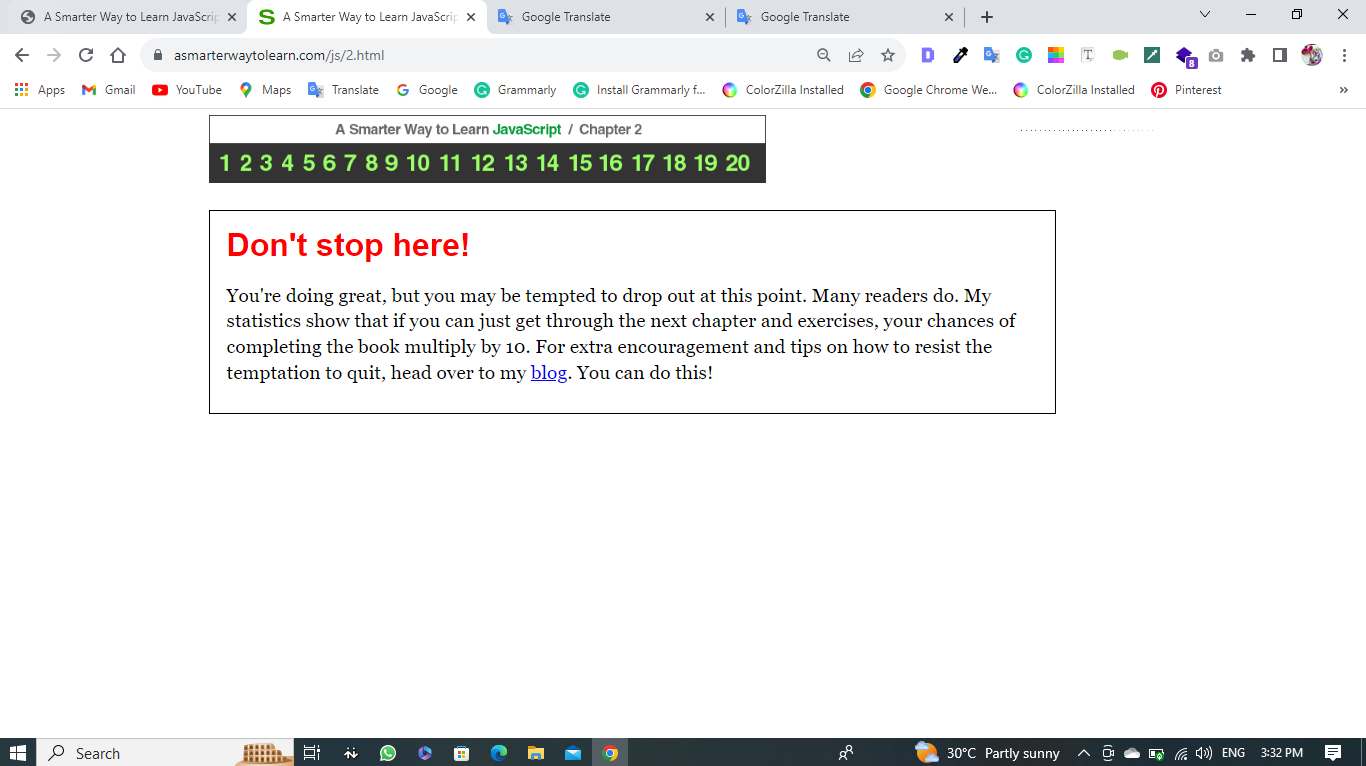 A Smarter Way to Learn JavaScrip
A Smarter Way to Learn JavaScrip
Google Translate
Google Translate
asmarterwaytolearn.com/js/2.html
Apps
Gmail
YouTube
Maps
Translate
Google
Grammarly
Install Grammarly f...
ColorZilla Installed
Google Chrome We...
ColorZilla Installed
Pinterest
»
A Smarter Way to Learn JavaScript / Chapter 2
1 2 3 4 5 6 7 8 9 10 11 12 13 14 15 16 17 18 19 20
Don't stop here!
You're doing great, but you may be tempted to drop out at this point. Many readers do. My
statistics show that if you can just get through the next chapter and exercises, your chances of
completing the book multiply by 10. For extra encouragement and tips on how to resist the
temptation to quit, head over to my blog. You can do this!
Search
30°C Partly sunny
ENG
3:32 PM